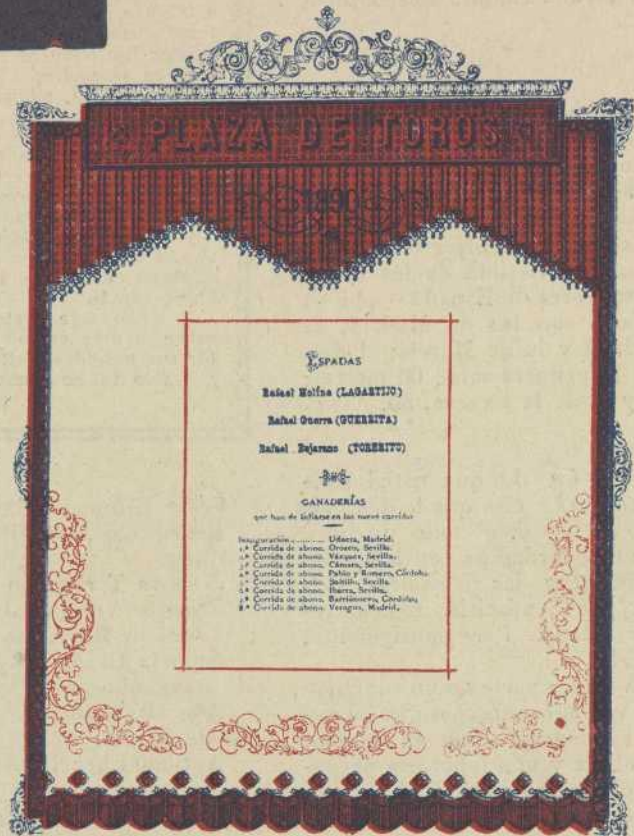 PLAZA DE TOROS
1890
ESPADAS
Rafael Molina (LAGARTIJO)
Rafael Guerra (GUERRITA)
Rafael Bejarano (TORERITO)
GANADERÍAS
que han de lidiarse en las nueve corridas
Inauguración ............ Udaeta, Madrid.
1.ª Corrida de abono. Orozco, Sevilla.
2.ª Corrida de abono. Vázquez, Sevilla.
3.ª Corrida de abono. Cámara, Sevilla.
4.ª Corrida de abono. Pablo y Romero, Córdoba.
5.ª Corrida de abono. Saltillo, Sevilla.
6.ª Corrida de abono. Ibarra, Sevilla.
7.ª Corrida de abono. Barrionuevo, Córdoba.
8.ª Corrida de abono. Veragua, Madrid.